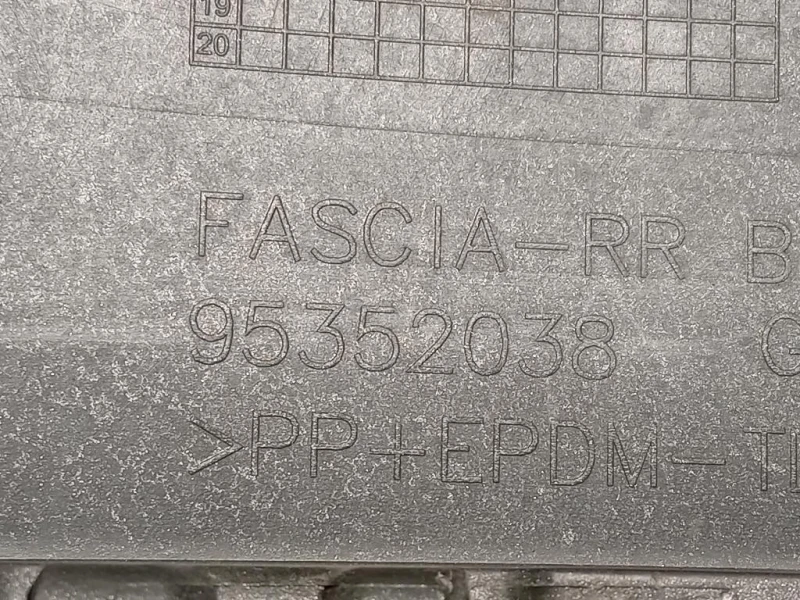 19
20
FASCIA-RR B
95352038 G
>PP+EPDM-T